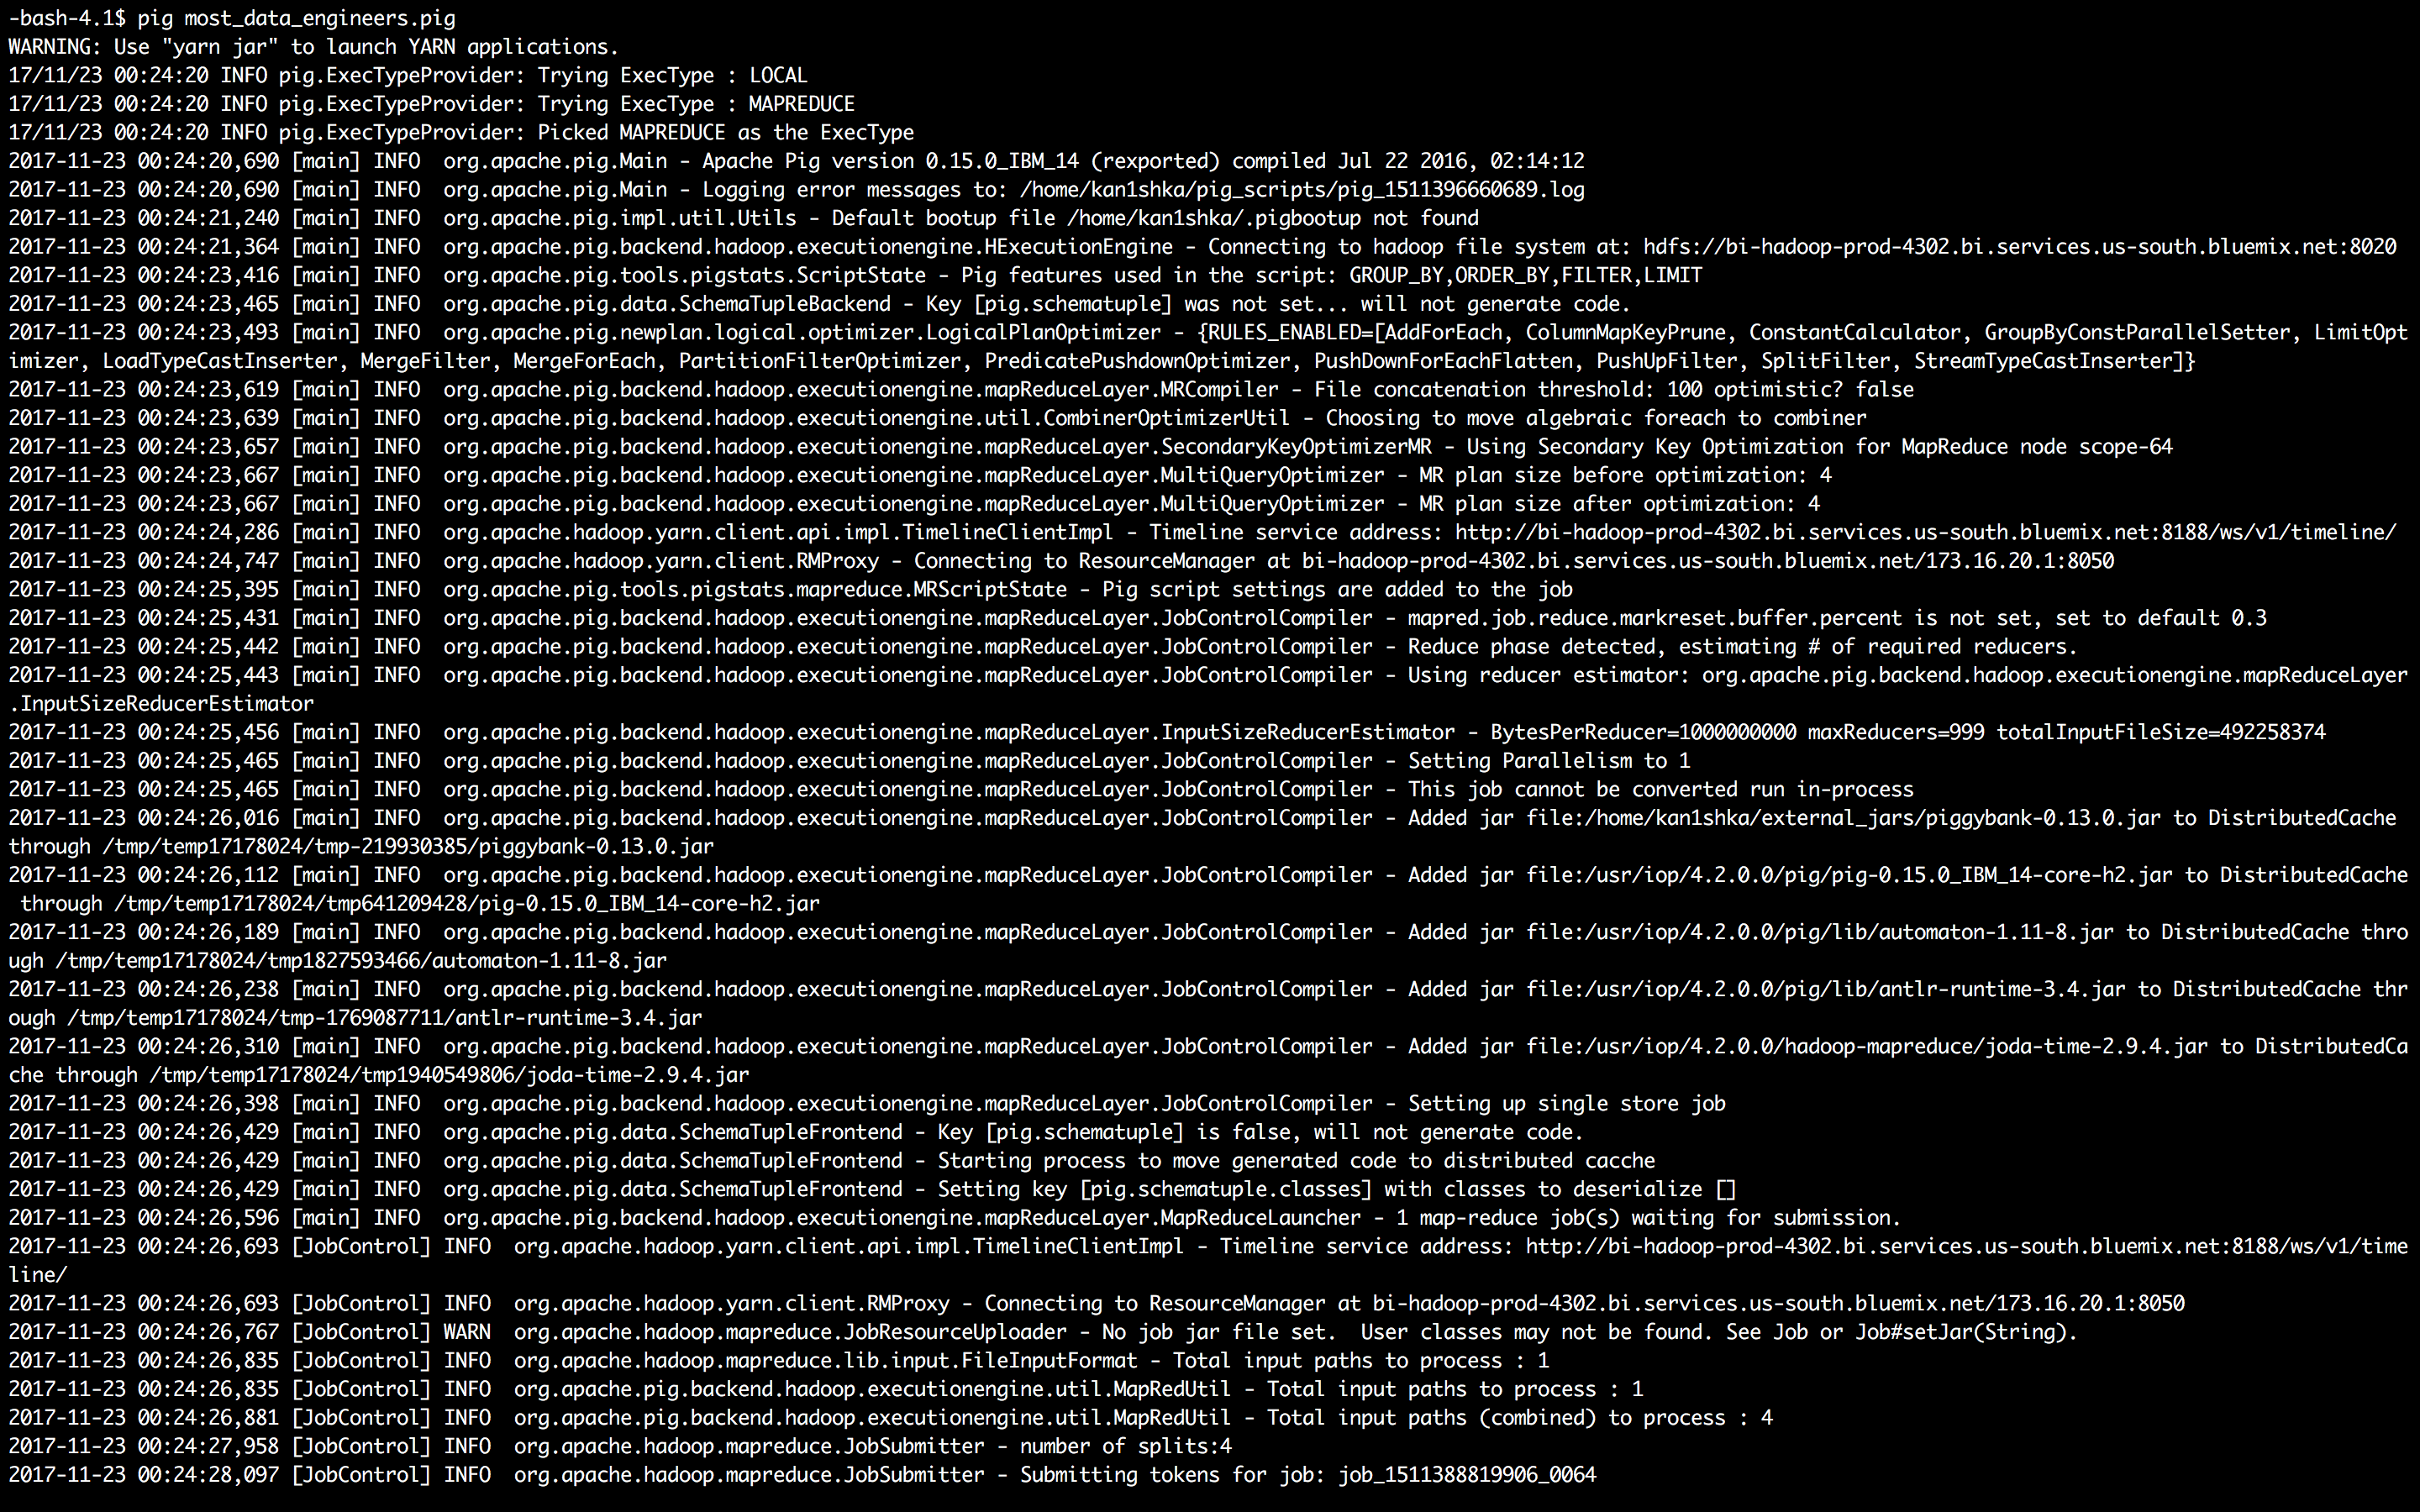 -bash-4.1$ pig most_data_engineers.pig
WARNING: Use "yarn jar" to launch YARN applications.
17/11/23 00:24:20 INFO pig.ExecTypeProvider: Trying ExecType : LOCAL
17/11/23 00:24:20 INFO pig.ExecTypeProvider: Trying ExecType : MAPREDUCE
17/11/23 00:24:20 INFO pig.ExecTypeProvider: Picked MAPREDUCE as the ExecType
2017-11-23 00:24:20,690 [main] INFO  org.apache.pig.Main - Apache Pig version 0.15.0_IBM_14 (rexported) compiled Jul 22 2016, 02:14:12
2017-11-23 00:24:20,690 [main] INFO  org.apache.pig.Main - Logging error messages to: /home/kan1shka/pig_scripts/pig_1511396660689.log
2017-11-23 00:24:21,240 [main] INFO  org.apache.pig.impl.util.Utils - Default bootup file /home/kan1shka/.pigbootup not found
2017-11-23 00:24:21,364 [main] INFO  org.apache.pig.backend.hadoop.executionengine.HExecutionEngine - Connecting to hadoop file system at: hdfs://bi-hadoop-prod-4302.bi.services.us-south.bluemix.net:8020
2017-11-23 00:24:23,416 [main] INFO  org.apache.pig.tools.pigstats.ScriptState - Pig features used in the script: GROUP_BY,ORDER_BY,FILTER,LIMIT
2017-11-23 00:24:23,465 [main] INFO  org.apache.pig.data.SchemaTupleBackend - Key [pig.schematuple] was not set... will not generate code.
2017-11-23 00:24:23,493 [main] INFO  org.apache.pig.newplan.logical.optimizer.LogicalPlanOptimizer - {RULES_ENABLED=[AddForEach, ColumnMapKeyPrune, ConstantCalculator, GroupByConstParallelSetter, LimitOpt
imizer, LoadTypeCastInserter, MergeFilter, MergeForEach, PartitionFilterOptimizer, PredicatePushdownOptimizer, PushDownForEachFlatten, PushUpFilter, SplitFilter, StreamTypeCastInserter]}
2017-11-23 00:24:23,619 [main] INFO  org.apache.pig.backend.hadoop.executionengine.mapReduceLayer.MRCompiler - File concatenation threshold: 100 optimistic? false
2017-11-23 00:24:23,639 [main] INFO  org.apache.pig.backend.hadoop.executionengine.util.CombinerOptimizerUtil - Choosing to move algebraic foreach to combiner
2017-11-23 00:24:23,657 [main] INFO  org.apache.pig.backend.hadoop.executionengine.mapReduceLayer.SecondaryKeyOptimizerMR - Using Secondary Key Optimization for MapReduce node scope-64
2017-11-23 00:24:23,667 [main] INFO  org.apache.pig.backend.hadoop.executionengine.mapReduceLayer.MultiQueryOptimizer - MR plan size before optimization: 4
2017-11-23 00:24:23,667 [main] INFO  org.apache.pig.backend.hadoop.executionengine.mapReduceLayer.MultiQueryOptimizer - MR plan size after optimization: 4
2017-11-23 00:24:24,286 [main] INFO  org.apache.hadoop.yarn.client.api.impl.TimelineClientImpl - Timeline service address: http://bi-hadoop-prod-4302.bi.services.us-south.bluemix.net:8188/ws/v1/timeline/
2017-11-23 00:24:24,747 [main] INFO  org.apache.hadoop.yarn.client.RMProxy - Connecting to ResourceManager at bi-hadoop-prod-4302.bi.services.us-south.bluemix.net/173.16.20.1:8050
2017-11-23 00:24:25,395 [main] INFO  org.apache.pig.tools.pigstats.mapreduce.MRScriptState - Pig script settings are added to the job
2017-11-23 00:24:25,431 [main] INFO  org.apache.pig.backend.hadoop.executionengine.mapReduceLayer.JobControlCompiler - mapred.job.reduce.markreset.buffer.percent is not set, set to default 0.3
2017-11-23 00:24:25,442 [main] INFO  org.apache.pig.backend.hadoop.executionengine.mapReduceLayer.JobControlCompiler - Reduce phase detected, estimating # of required reducers.
2017-11-23 00:24:25,443 [main] INFO  org.apache.pig.backend.hadoop.executionengine.mapReduceLayer.JobControlCompiler - Using reducer estimator: org.apache.pig.backend.hadoop.executionengine.mapReduceLayer
.InputSizeReducerEstimator
2017-11-23 00:24:25,456 [main] INFO  org.apache.pig.backend.hadoop.executionengine.mapReduceLayer.InputSizeReducerEstimator - BytesPerReducer=1000000000 maxReducers=999 totalInputFileSize=492258374
2017-11-23 00:24:25,465 [main] INFO  org.apache.pig.backend.hadoop.executionengine.mapReduceLayer.JobControlCompiler - Setting Parallelism to 1
2017-11-23 00:24:25,465 [main] INFO  org.apache.pig.backend.hadoop.executionengine.mapReduceLayer.JobControlCompiler - This job cannot be converted run in-process
2017-11-23 00:24:26,016 [main] INFO  org.apache.pig.backend.hadoop.executionengine.mapReduceLayer.JobControlCompiler - Added jar file:/home/kan1shka/external_jars/piggybank-0.13.0.jar to DistributedCache
through /tmp/temp17178024/tmp-219930385/piggybank-0.13.0.jar
2017-11-23 00:24:26,112 [main] INFO  org.apache.pig.backend.hadoop.executionengine.mapReduceLayer.JobControlCompiler - Added jar file:/usr/iop/4.2.0.0/pig/pig-0.15.0_IBM_14-core-h2.jar to DistributedCache
 through /tmp/temp17178024/tmp641209428/pig-0.15.0_IBM_14-core-h2.jar
2017-11-23 00:24:26,189 [main] INFO  org.apache.pig.backend.hadoop.executionengine.mapReduceLayer.JobControlCompiler - Added jar file:/usr/iop/4.2.0.0/pig/lib/automaton-1.11-8.jar to DistributedCache thro
ugh /tmp/temp17178024/tmp1827593466/automaton-1.11-8.jar
2017-11-23 00:24:26,238 [main] INFO  org.apache.pig.backend.hadoop.executionengine.mapReduceLayer.JobControlCompiler - Added jar file:/usr/iop/4.2.0.0/pig/lib/antlr-runtime-3.4.jar to DistributedCache thr
ough /tmp/temp17178024/tmp-1769087711/antlr-runtime-3.4.jar
2017-11-23 00:24:26,310 [main] INFO  org.apache.pig.backend.hadoop.executionengine.mapReduceLayer.JobControlCompiler - Added jar file:/usr/iop/4.2.0.0/hadoop-mapreduce/joda-time-2.9.4.jar to DistributedCa
che through /tmp/temp17178024/tmp1940549806/joda-time-2.9.4.jar
2017-11-23 00:24:26,398 [main] INFO  org.apache.pig.backend.hadoop.executionengine.mapReduceLayer.JobControlCompiler - Setting up single store job
2017-11-23 00:24:26,429 [main] INFO  org.apache.pig.data.SchemaTupleFrontend - Key [pig.schematuple] is false, will not generate code.
2017-11-23 00:24:26,429 [main] INFO  org.apache.pig.data.SchemaTupleFrontend - Starting process to move generated code to distributed cacche
2017-11-23 00:24:26,429 [main] INFO  org.apache.pig.data.SchemaTupleFrontend - Setting key [pig.schematuple.classes] with classes to deserialize []
2017-11-23 00:24:26,596 [main] INFO  org.apache.pig.backend.hadoop.executionengine.mapReduceLayer.MapReduceLauncher - 1 map-reduce job(s) waiting for submission.
2017-11-23 00:24:26,693 [JobControl] INFO  org.apache.hadoop.yarn.client.api.impl.TimelineClientImpl - Timeline service address: http://bi-hadoop-prod-4302.bi.services.us-south.bluemix.net:8188/ws/v1/time
line/
2017-11-23 00:24:26,693 [JobControl] INFO  org.apache.hadoop.yarn.client.RMProxy - Connecting to ResourceManager at bi-hadoop-prod-4302.bi.services.us-south.bluemix.net/173.16.20.1:8050
2017-11-23 00:24:26,767 [JobControl] WARN  org.apache.hadoop.mapreduce.JobResourceUploader - No job jar file set.  User classes may not be found. See Job or Job#setJar(String).
2017-11-23 00:24:26,835 [JobControl] INFO  org.apache.hadoop.mapreduce.lib.input.FileInputFormat - Total input paths to process : 1
2017-11-23 00:24:26,835 [JobControl] INFO  org.apache.pig.backend.hadoop.executionengine.util.MapRedUtil - Total input paths to process : 1
2017-11-23 00:24:26,881 [JobControl] INFO  org.apache.pig.backend.hadoop.executionengine.util.MapRedUtil - Total input paths (combined) to process : 4
2017-11-23 00:24:27,958 [JobControl] INFO  org.apache.hadoop.mapreduce.JobSubmitter - number of splits:4
2017-11-23 00:24:28,097 [JobControl] INFO  org.apache.hadoop.mapreduce.JobSubmitter - Submitting tokens for job: job_1511388819906_0064